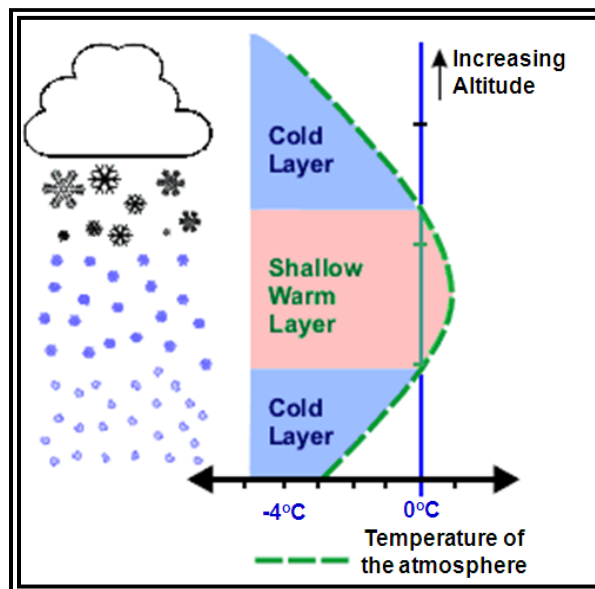 Increasing
Altitude
Cold
Layer
Shallow
Warm
Layer
Cold
Layer
-4°C
0°C
Temperature of
the atmosphere